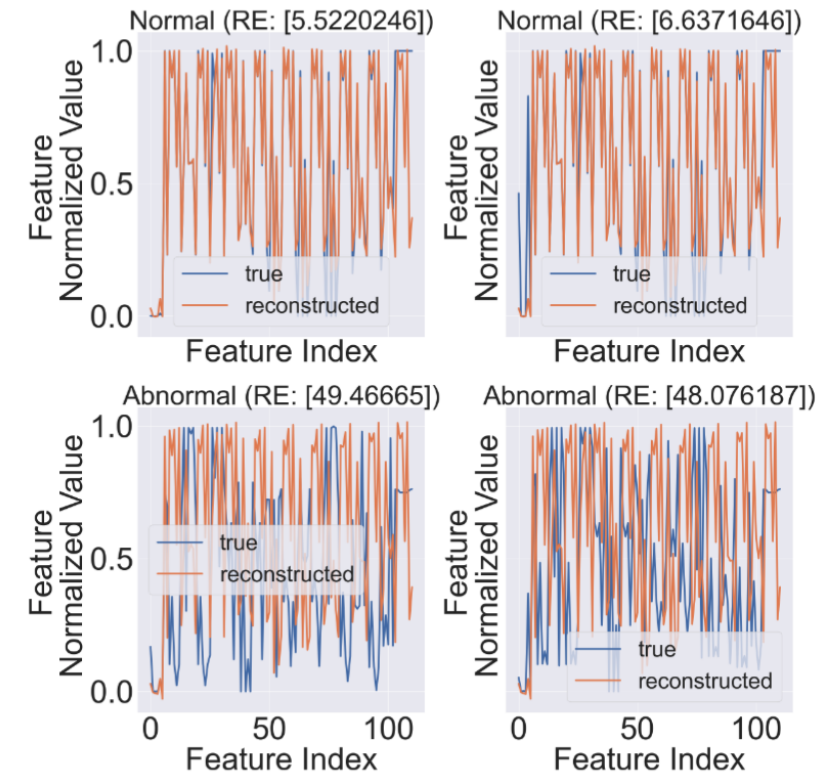 Normal (RE: [5.5220246])
Normal (RE: [6.6371646])
Feature
Normalized Value
1.0
0.5
0.0
true
reconstructed
Feature Index
Feature
Normalized Value
true
reconstructed
Feature Index
Abnormal (RE: [49.46665])
Abnormal (RE: [48.076187])
Feature
Normalized Value
1.0
0.5
0.0
true
reconstructed
0 50 100
Feature Index
Feature
Normalized Value
true
reconstructed
0 50 100
Feature Index